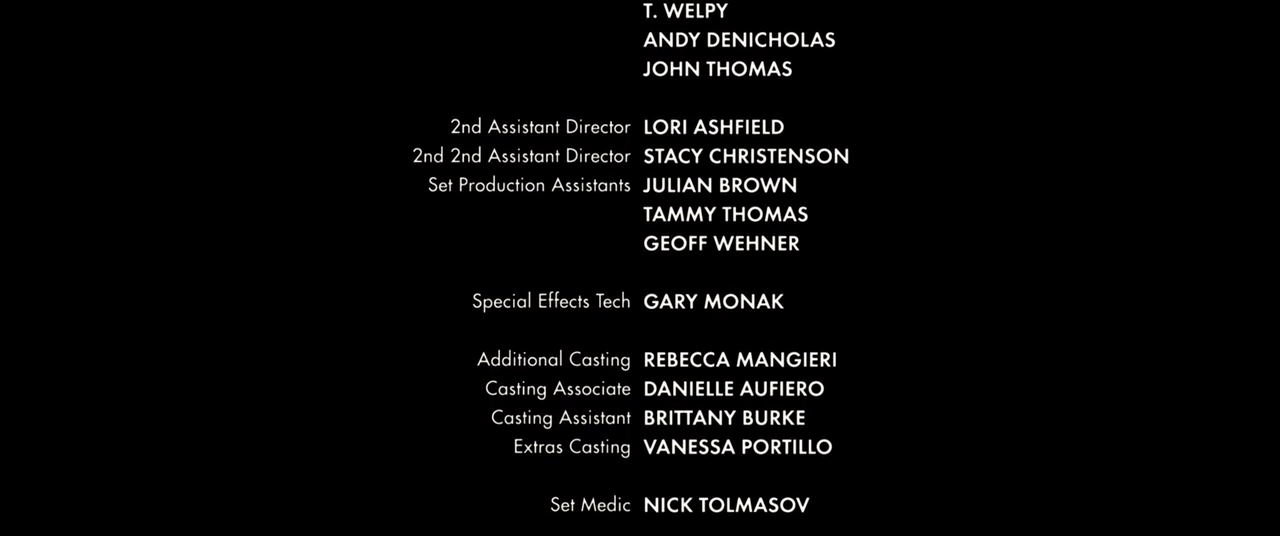 T. WELPY
ANDY DENICHOLAS
JOHN THOMAS
2nd Assistant Director LORI ASHFIELD
2nd 2nd Assistant Director STACY CHRISTENSON
Set Production Assistants JULIAN BROWN
TAMMY THOMAS
GEOFF WEHNER
Special Effects Tech GARY MONAK
Additional Casting REBECCA MANGIERI
Casting Associate DANIELLE AUFIERO
Casting Assistant BRITTANY BURKE
Extras Casting VANESSA PORTILLO
Set Medic NICK TOLMASOV